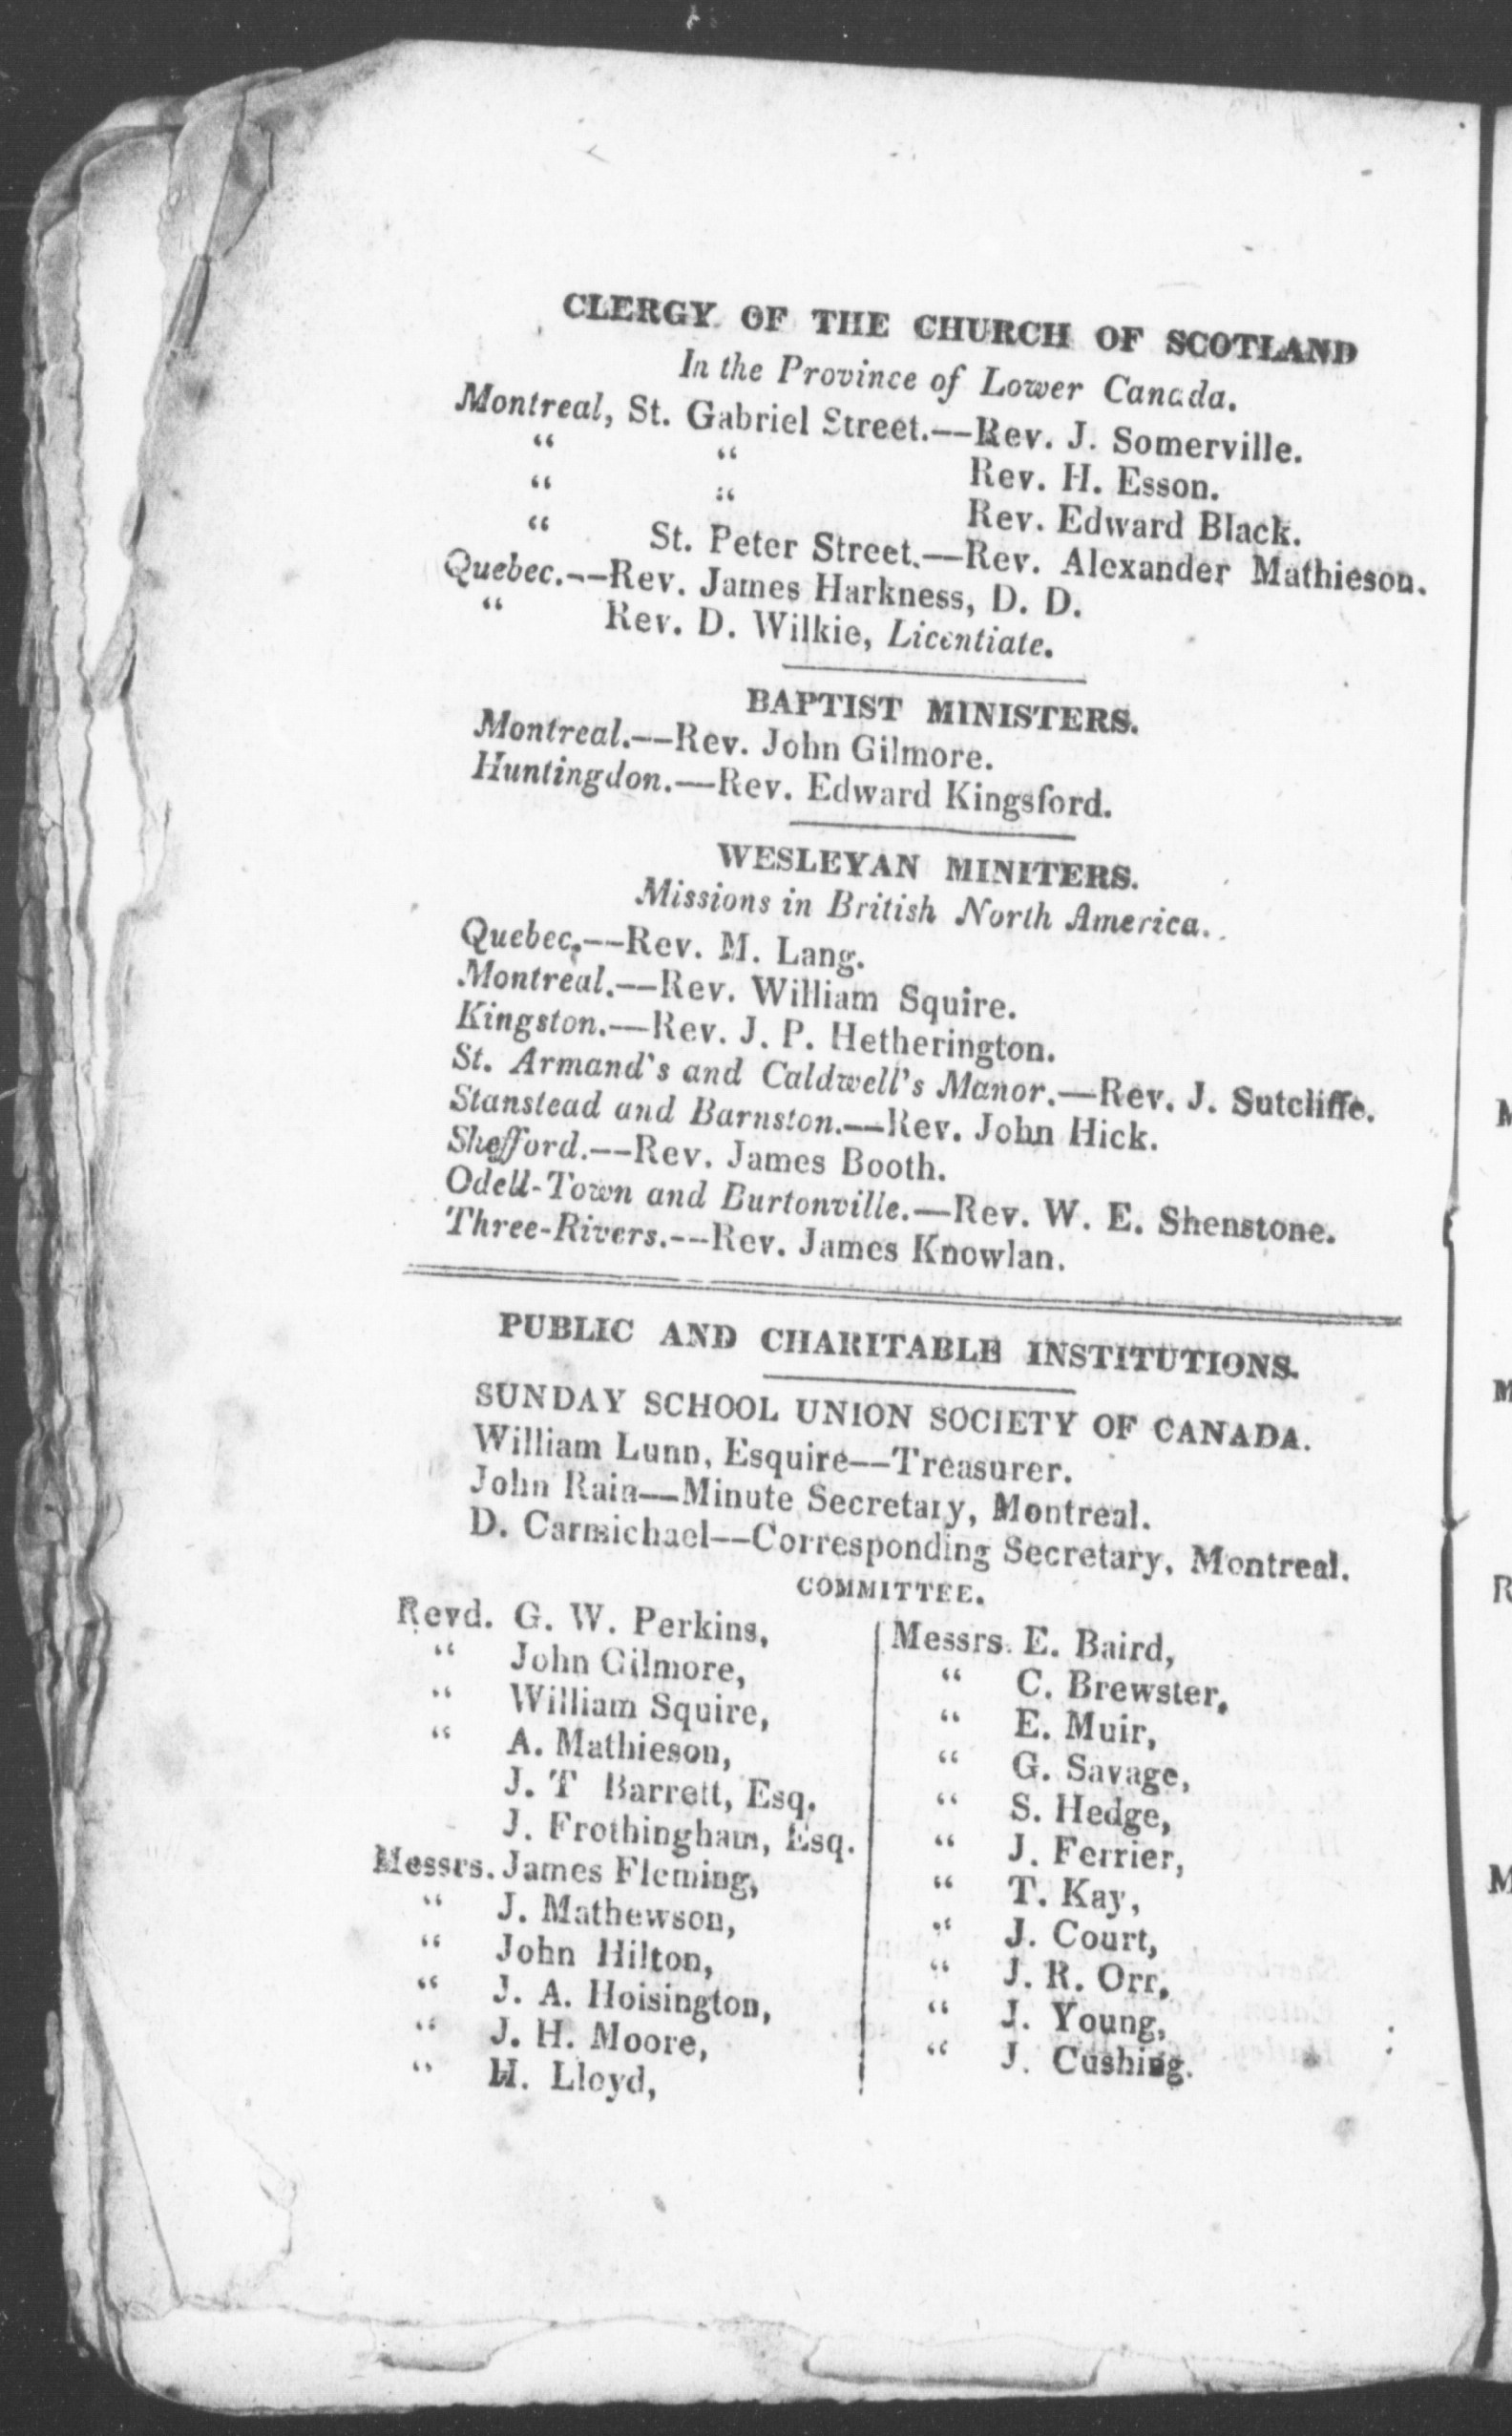 CLERGY OF THE CHURCH OF SCOTLAND
In the Province of Lower Canada.
Montreal, St. Gabriel Street.—Rev. J. Somerville.
“ “ Rev. H. Esson.
“ “ Rev. Edward Black.
“ St. Peter Street.—Rev. Alexander Mathieson.
Quebec.—Rev. James Harkness, D. D.
“ Rev. D. Wilkie, Licentiate.
BAPTIST MINISTERS.
Montreal.—Rev. John Gilmore.
Huntingdon.—Rev. Edward Kingsford.
WESLEYAN MINITERS.
Missions in British North America.
Quebec.—Rev. M. Lang.
Montreal.—Rev. William Squire.
Kingston.—Rev. J. P. Hetherington.
St. Armand's and Caldwell's Manor.—Rev. J. Sutcliffe.
Stanstead and Barnston.—Rev. John Hick.
Shefford.—Rev. James Booth.
Odell-Town and Burtonville.—Rev. W. E. Shenstone.
Three-Rivers.—Rev. James Knowlan.
PUBLIC AND CHARITABLE INSTITUTIONS.
SUNDAY SCHOOL UNION SOCIETY OF CANADA.
William Lunn, Esquire—Treasurer.
John Rain—Minute Secretary, Montreal.
D. Carmichael—Corresponding Secretary, Montreal.
COMMITTEE.
Revd. G. W. Perkins,
“ John Gilmore,
“ William Squire,
“ A. Mathieson,
J. T Barrett, Esq.
J. Frothingham, Esq.
Messrs. James Fleming,
“ J. Mathewson,
“ John Hilton,
“ J. A. Hoisington,
“ J. H. Moore,
“ H. Lloyd,
Messrs. E. Baird,
“ C. Brewster,
“ E. Muir,
“ G. Savage,
“ S. Hedge,
“ J. Ferrier,
“ T. Kay,
“ J. Court,
“ J. R. Orr,
“ J. Young,
“ J. Cushing.